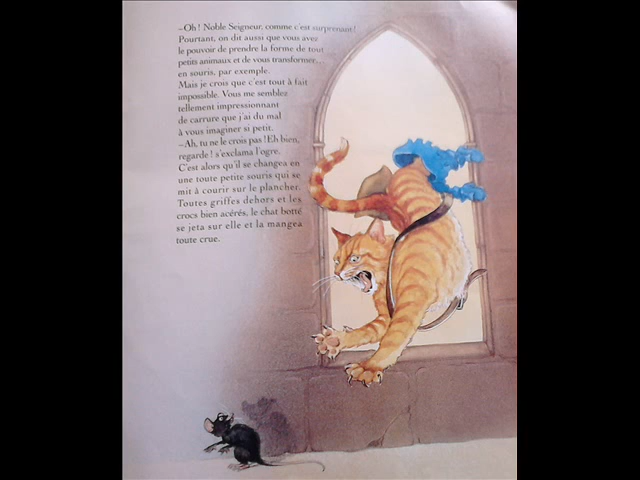 –Oh ! Noble Seigneur, comme c'est surprenant !
Pourtant, on dit aussi que vous avez
le pouvoir de prendre la forme de tout
petits animaux et de vous transformer...
en souris, par exemple.
Mais je crois que c'est tout à fait
impossible. Vous me semblez
tellement impressionnant
de carrure que j'ai du mal
à vous imaginer si petit.
–Ah, tu ne le crois pas ! Eh bien,
regarde ! s'exclama l'ogre.
C'est alors qu'il se changea en
une toute petite souris qui se
mit à courir sur le plancher.
Toutes griffes dehors et les
crocs bien acérés, le chat botté
se jeta sur elle et la mangea
toute crue.